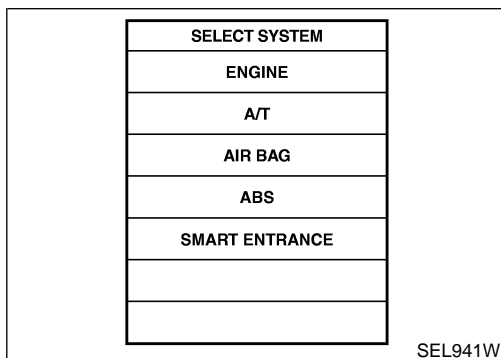 SELECT SYSTEM
ENGINE
A/T
AIR BAG
ABS
SMART ENTRANCE
SEL941W